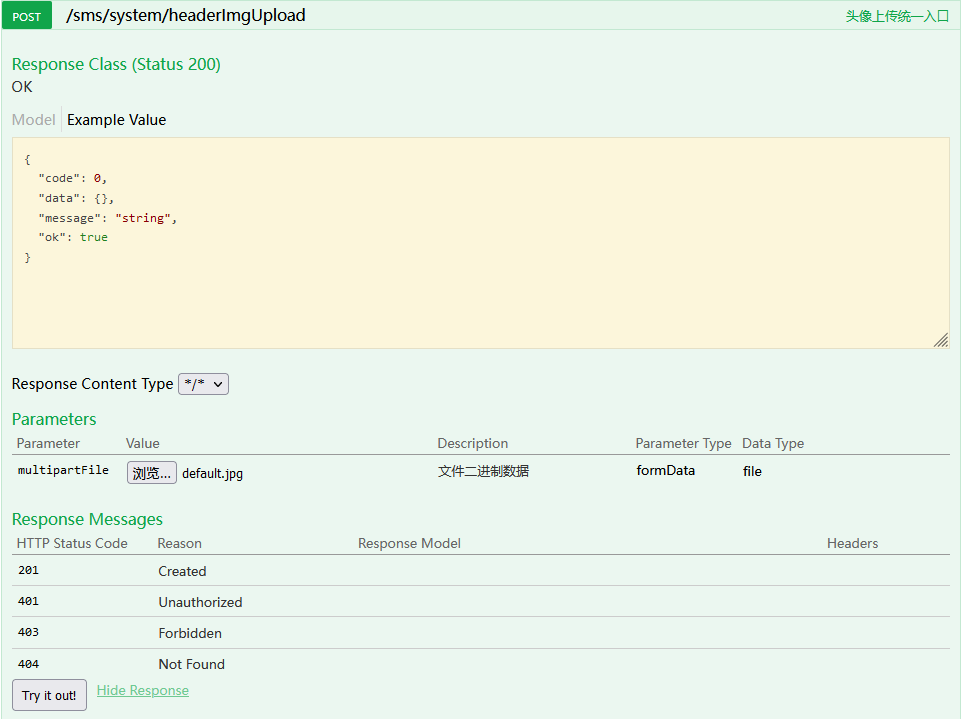 POST /sms/system/headerImgUpload 头像上传统一入口
Response Class (Status 200)
OK
Model Example Value
{
"code": 0,
"data": {},
"message": "string",
"ok": true
}
Response Content Type */*
Parameters
Parameter Value Description Parameter Type Data Type
multipartFile 浏览... default.jpg 文件二进制数据 formData file
Response Messages
HTTP Status Code Reason Response Model Headers
201 Created
401 Unauthorized
403 Forbidden
404 Not Found
Try it out! Hide Response